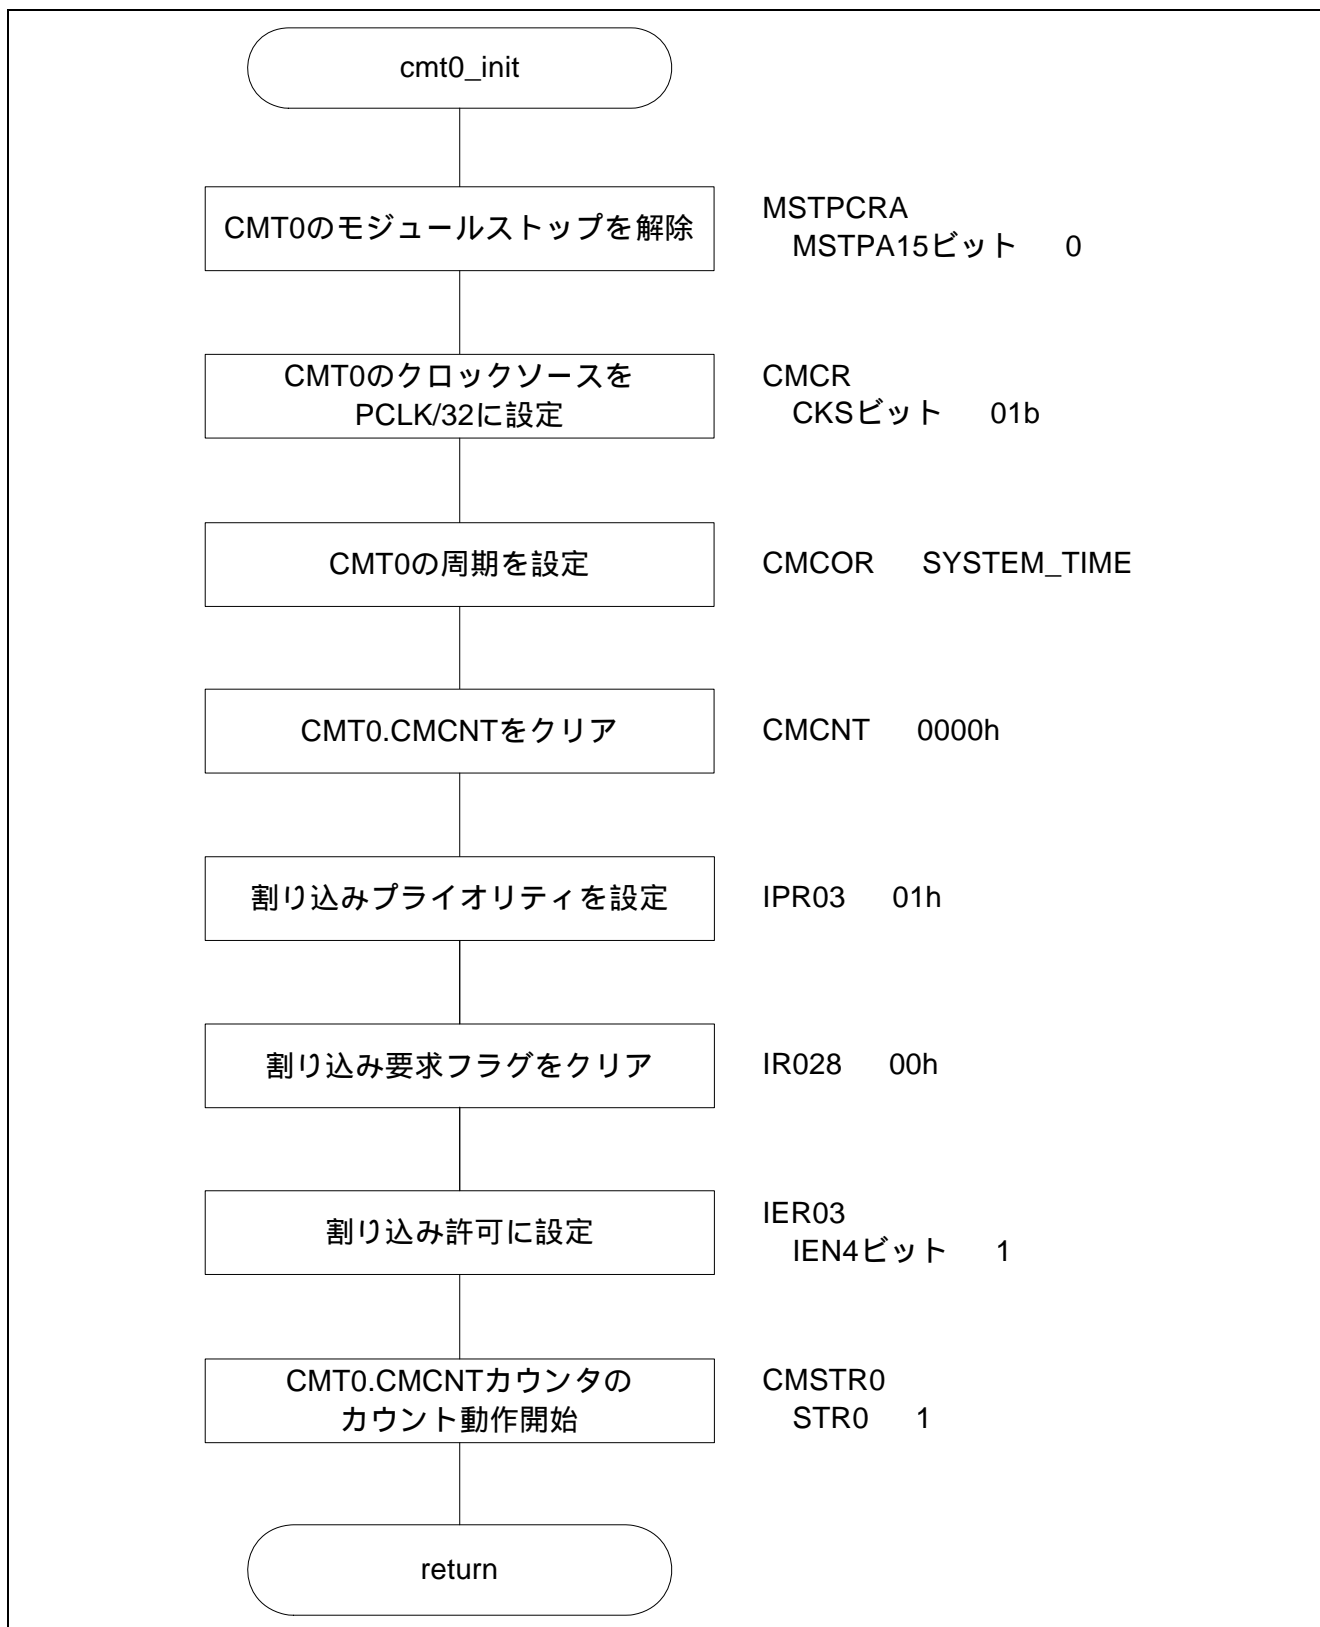 cmt0_init
CMT0のモジュールストップを解除
MSTPCRA
MSTPA15ビット 0
CMT0のクロックソースを
PCLK/32に設定
CMCR
CKSビット 01b
CMT0の周期を設定
CMCOR SYSTEM_TIME
CMT0.CMCNTをクリア
CMCNT 0000h
割り込みプライオリティを設定
IPR03 01h
割り込み要求フラグをクリア
IR028 00h
割り込み許可に設定
IER03
IEN4ビット 1
CMT0.CMCNTカウンタの
カウント動作開始
CMSTR0
STR0 1
return